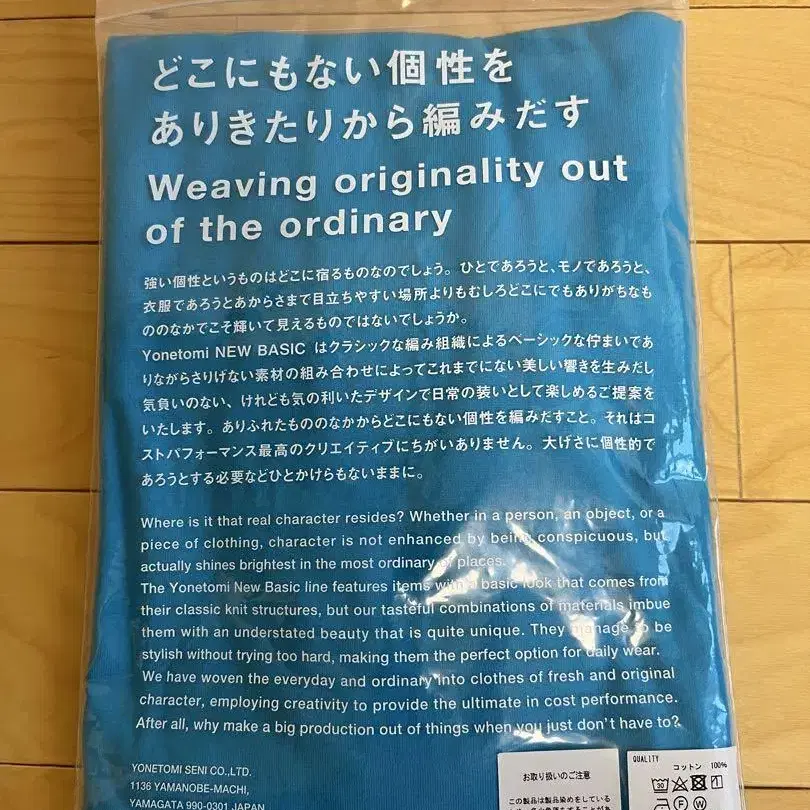 どこにもない個性を
ありきたりから編みだす
Weaving originality out
of the ordinary
強い個性というものはどこに宿るものなのでしょう。ひとであろうと、モノであろうと、
衣服であろうとあからさまで目立ちやすい場所よりもむしろどこにでもありがちなも
ののなかでこそ輝いて見えるものではないでしょうか。
Yonetomi NEW BASIC はクラシックな編み組織によるベーシックな佇まいであ
りながらさりげない素材の組み合わせによってこれまでにない美しい響きを生みだし
気負いのない、けれども気の利いたデザインで日常の装いとして楽しめるご提案を
いたします。ありふれたもののなかからどこにもない個性を編みだすこと。それはコ
ストパフォーマンス最高のクリエイティブにちがいありません。大げさに個性的で
あろうとする必要などひとかけらもないままに。
Where is it that real character resides? Whether in a person, an object, or a
piece of clothing, character is not enhanced by being conspicuous, but
actually shines brightest in the most ordinary of places.
The Yonetomi New Basic line features items with a basic look that comes from
their classic knit structures, but our tasteful combinations of materials imbue
them with an understated beauty that is quite unique. They manage to be
stylish without trying too hard, making them the perfect option for daily wear.
We have woven the everyday and ordinary into clothes of fresh and original
character, employing creativity to provide the ultimate in cost performance.
After all, why make a big production out of things when you just don't have to?
YONETOMI SENI CO.,LTD.
1136 YAMANOBE-MACHI,
YAMAGATA 990-0301 JAPAN
お取り扱いのご注意
この製品は製品染めをしている
QUALITY
コットン 100%
30